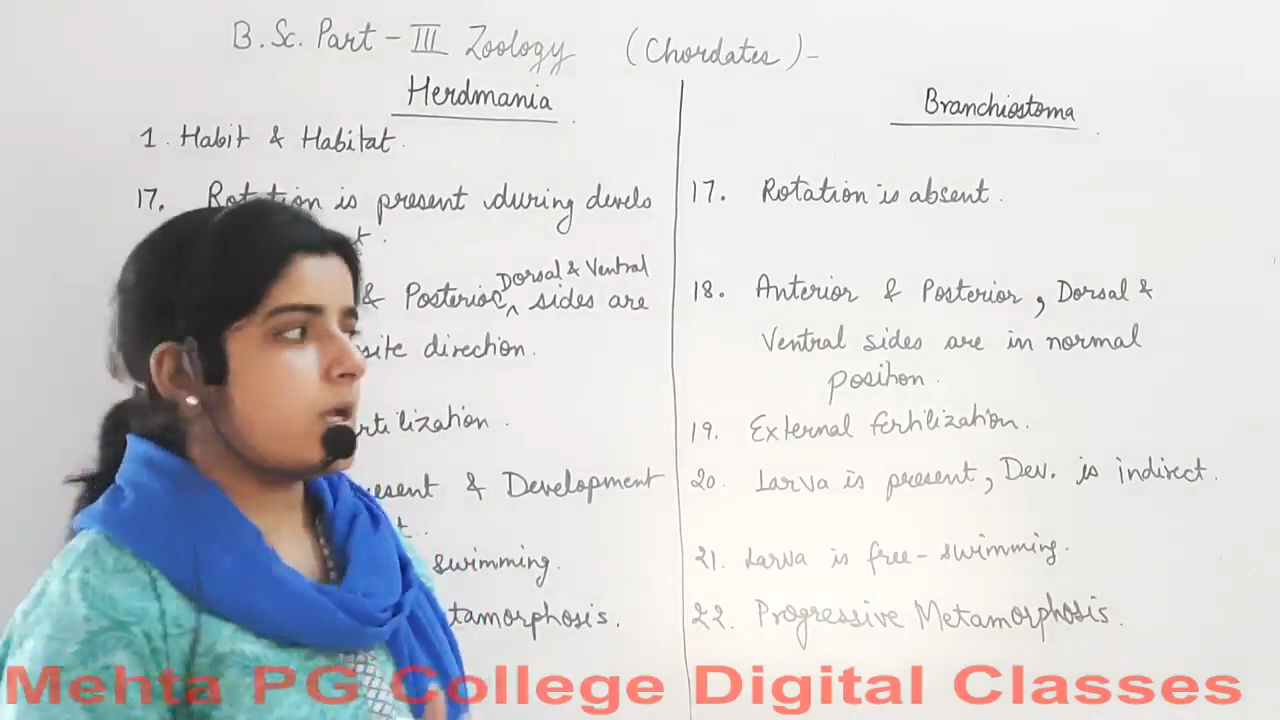 B.Sc. Part - III Zoology (Chordates) -
Herdmania
1. Habit & Habitat.
17. Rotation is present during develo
& Posterior Dorsal & Ventral sides are
direction.
swimming.
Branchiostoma
17. Rotation is absent.
18. Anterior & Posterior, Dorsal &
Ventral sides are in normal
position.
19. External fertilization.
20. Larva is present, Dev. is indirect.
& Development
21. Larva is free-swimming.
22. Progressive Metamorphosis.
Mehta PG College Digital Classes